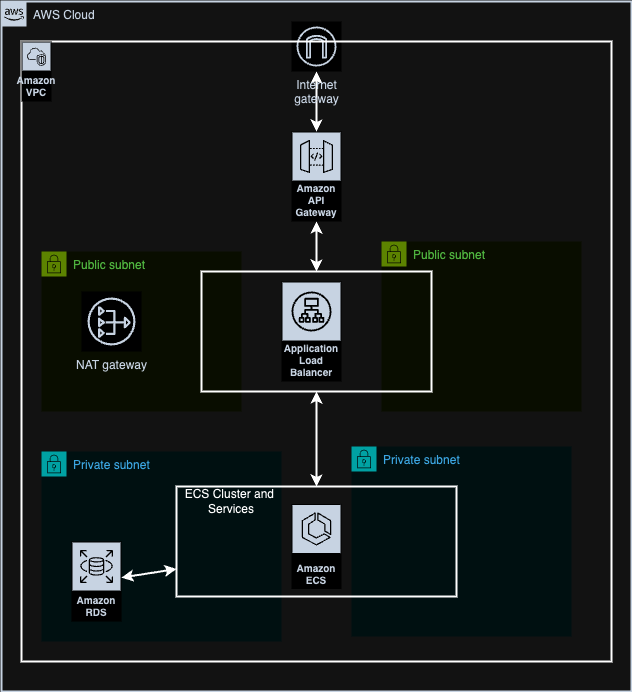 aws
AWS Cloud
Amazon
VPC
Internet
gateway
</>
Amazon
API
Gateway
Public subnet
Public subnet
NAT gateway
Application
Load
Balancer
Private subnet
Private subnet
ECS Cluster and
Services
Amazon
ECS
Amazon
RDS